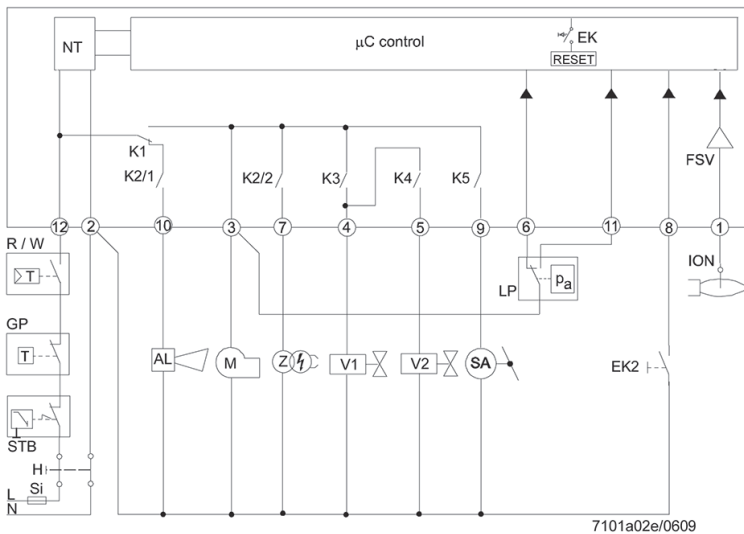 NT
μC control
EK
RESET
FSV
K1
K2/1
K2/2
K3
K4
K5
12
2
10
3
7
4
5
9
6
11
8
1
R / W
T
LP
pa
ION
GP
T
AL
M
Z
V1
V2
SA
EK2
STB
H
Si
L
N
7101a02e/0609